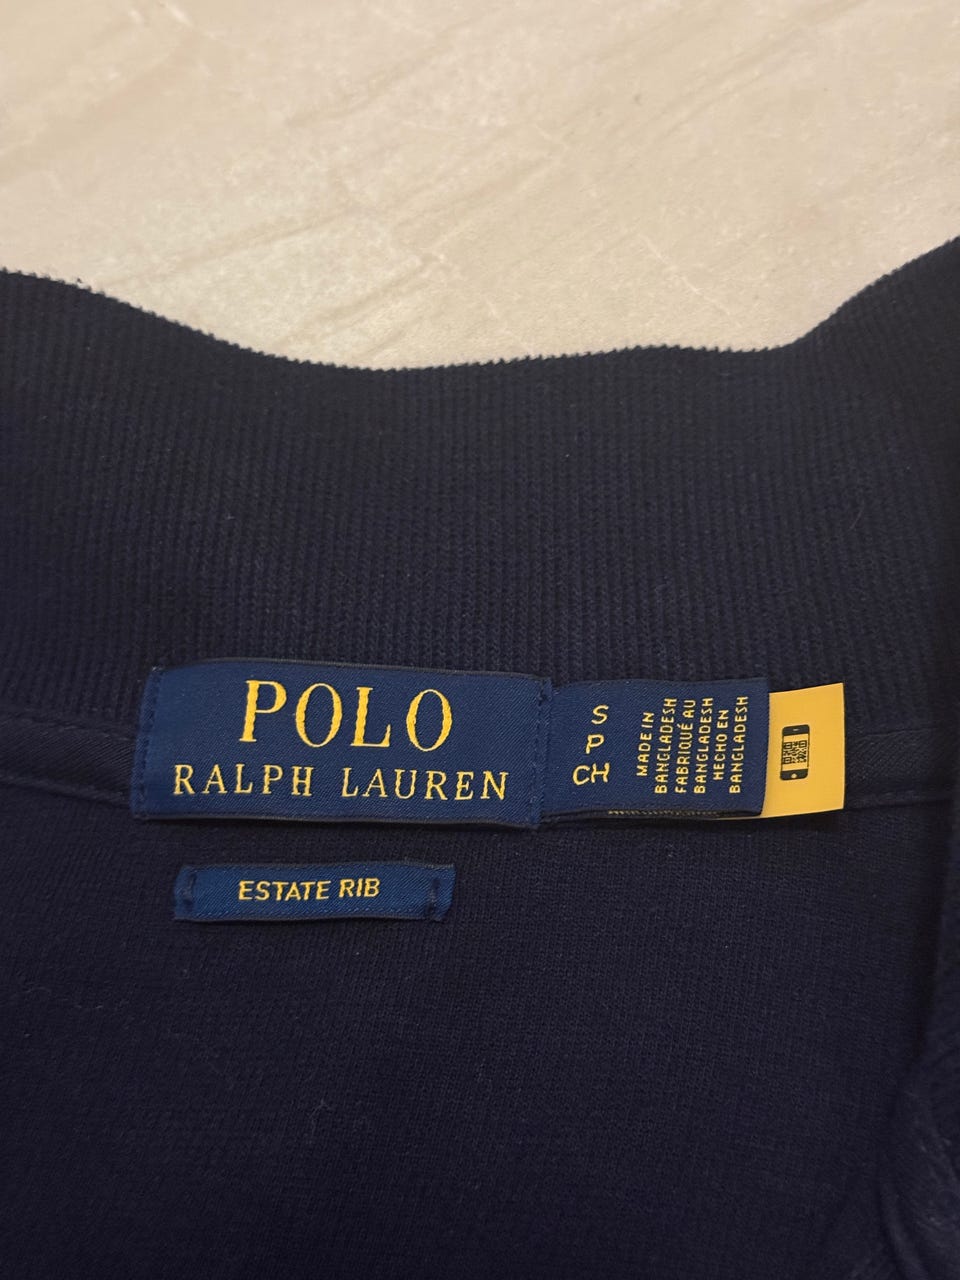 POLO
RALPH LAUREN
S
P
CH
MADE IN
BANGLADESH
FABRIQUÉ AU
BANGLADESH
HECHO EN
BANGLADESH
ESTATE RIB